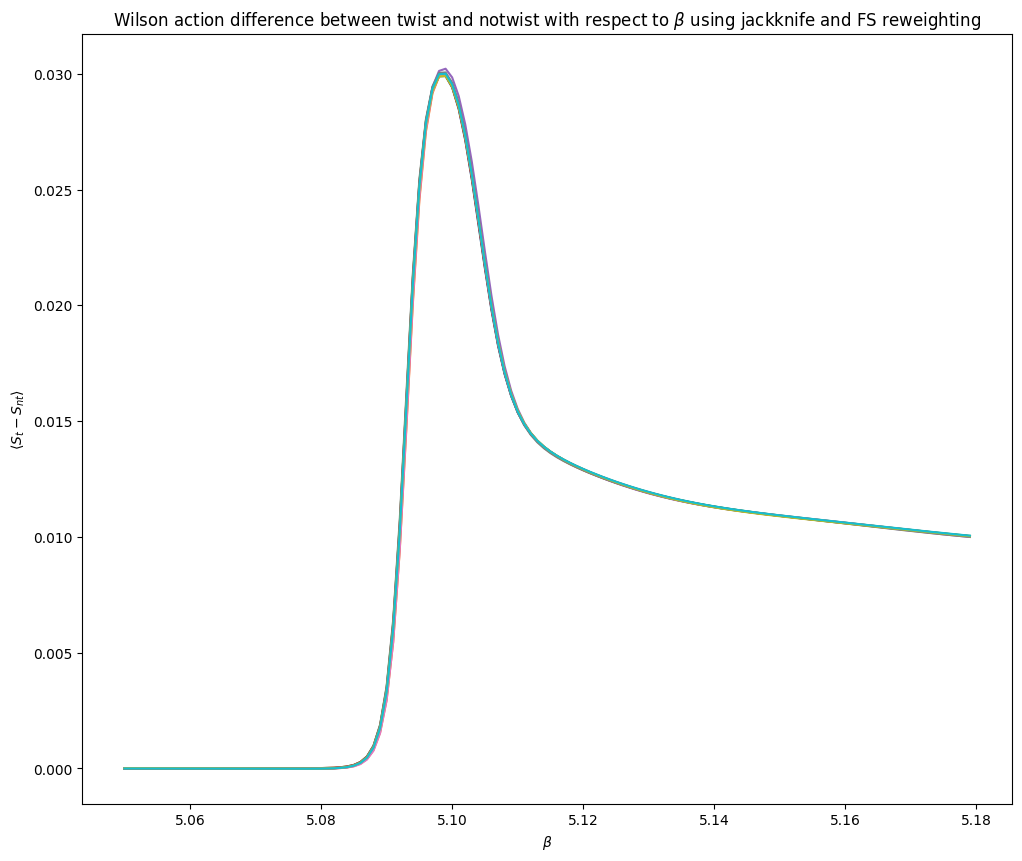 Wilson action difference between twist and notwist with respect to β using jackknife and FS reweighting
0.030
0.025
0.020
0.015
0.010
0.005
0.000
⟨S_t − S_nt⟩
5.06 5.08 5.10 5.12 5.14 5.16 5.18
β